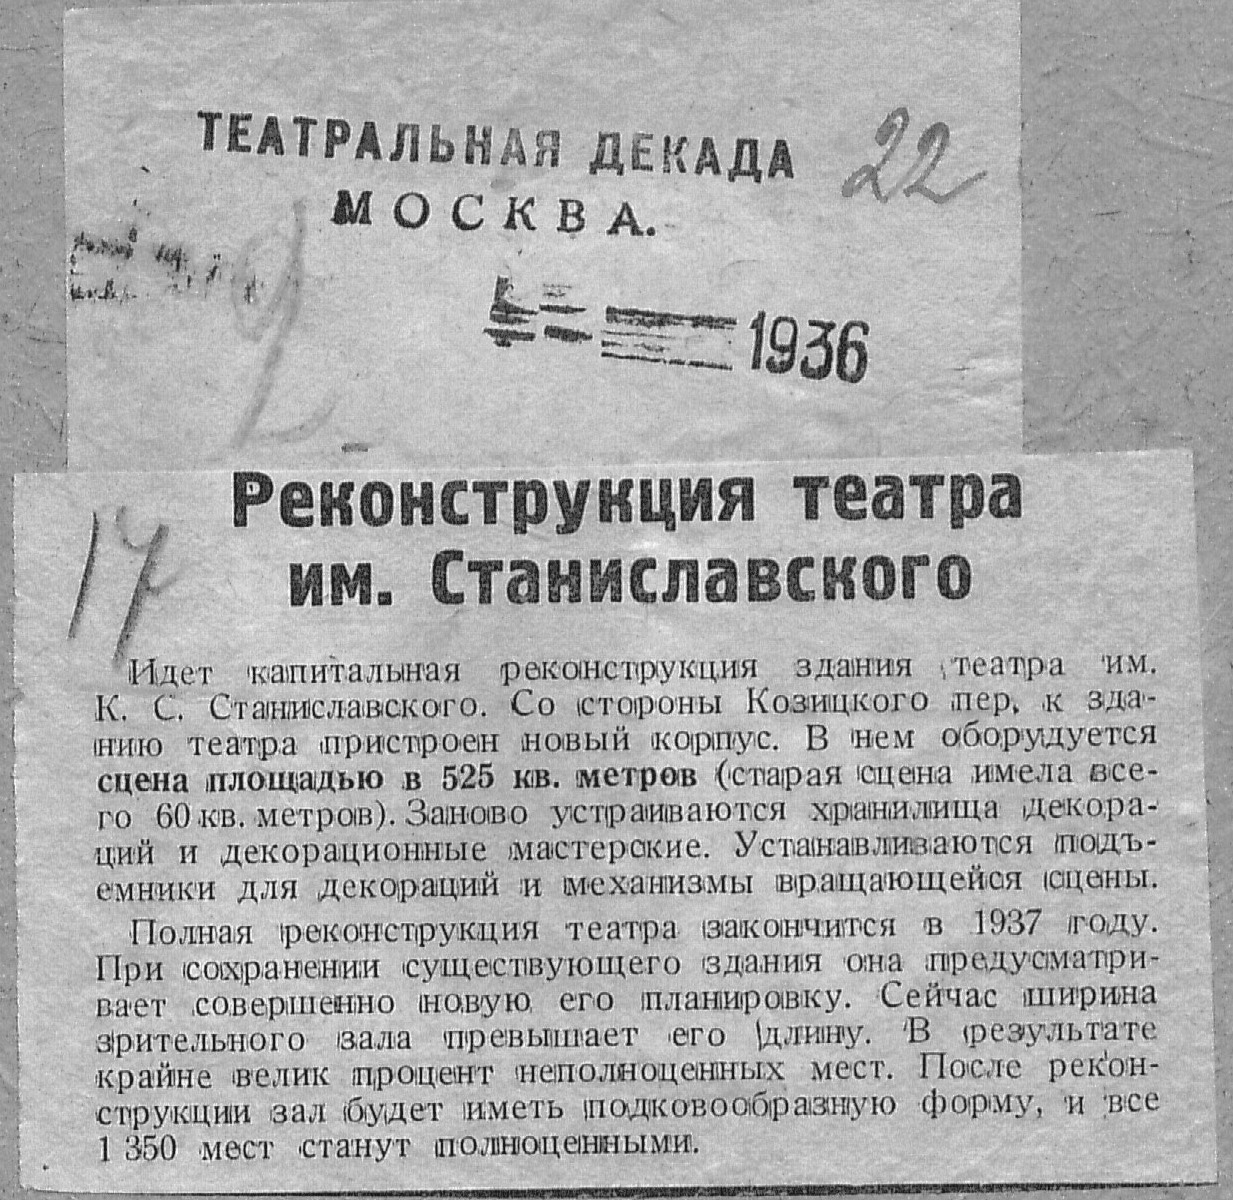 ТЕАТРАЛЬНАЯ ДЕКАДА
22
МОСКВА.
1936
Реконструкция театра
им. Станиславского
17
Идет капитальная реконструкция здания театра им.
К. С. Станиславского. Со стороны Козицкого пер. к зда-
нию театра пристроен новый корпус. В нем оборудуется
сцена площадью в 525 кв. метров (старая сцена имела все-
го 60 кв. метров). Заново устраиваются хранилища декора-
ций и декорационные мастерские. Устанавливаются подъ-
емники для декораций и механизмы вращающейся сцены.
Полная реконструкция театра закончится в 1937 году.
При сохранении существующего здания она предусматри-
вает совершенно новую его планировку. Сейчас ширина
зрительного зала превышает его длину. В результате
крайне велик процент неполноценных мест. После рекон-
струкции зал будет иметь подковообразную форму, и все
1 350 мест станут полноценными.